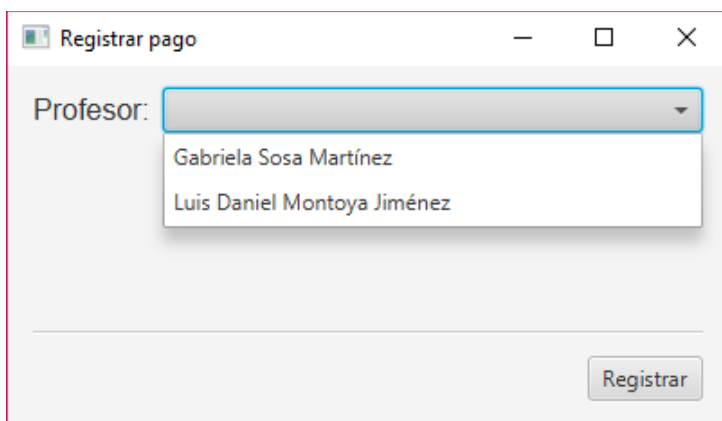 Registrar pago
Profesor:
Gabriela Sosa Martínez
Luis Daniel Montoya Jiménez
Registrar